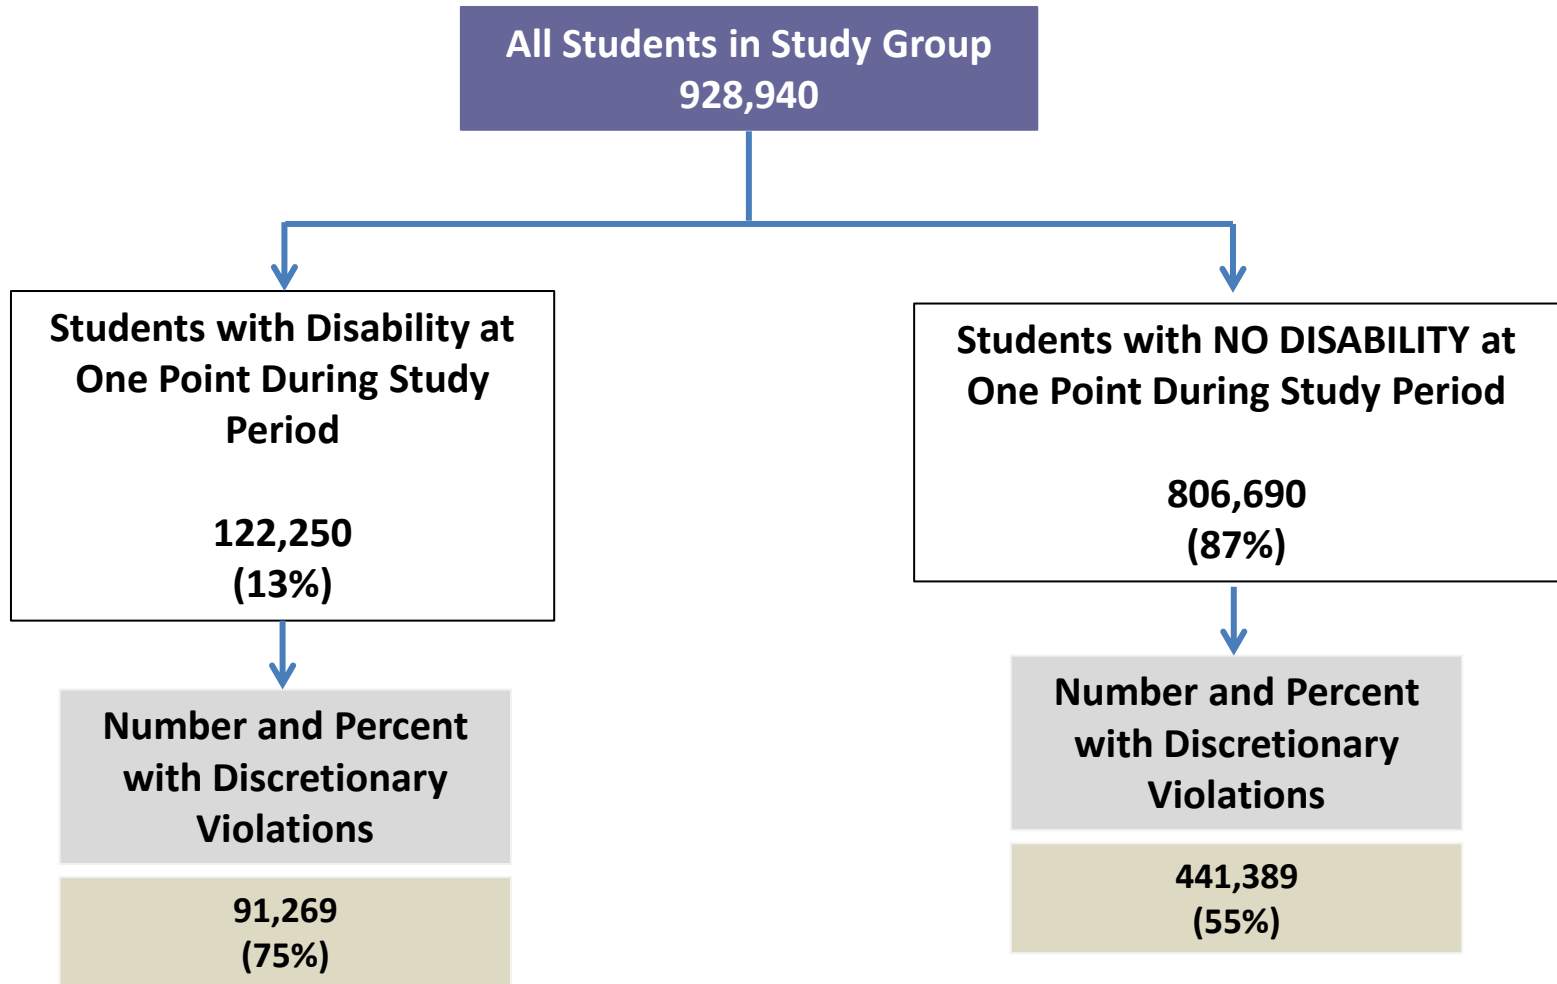 All Students in Study Group
928,940
Students with Disability at
One Point During Study
Period
122,250
(13%)
Students with NO DISABILITY at
One Point During Study Period
806,690
(87%)
Number and Percent
with Discretionary
Violations
91,269
(75%)
Number and Percent
with Discretionary
Violations
441,389
(55%)